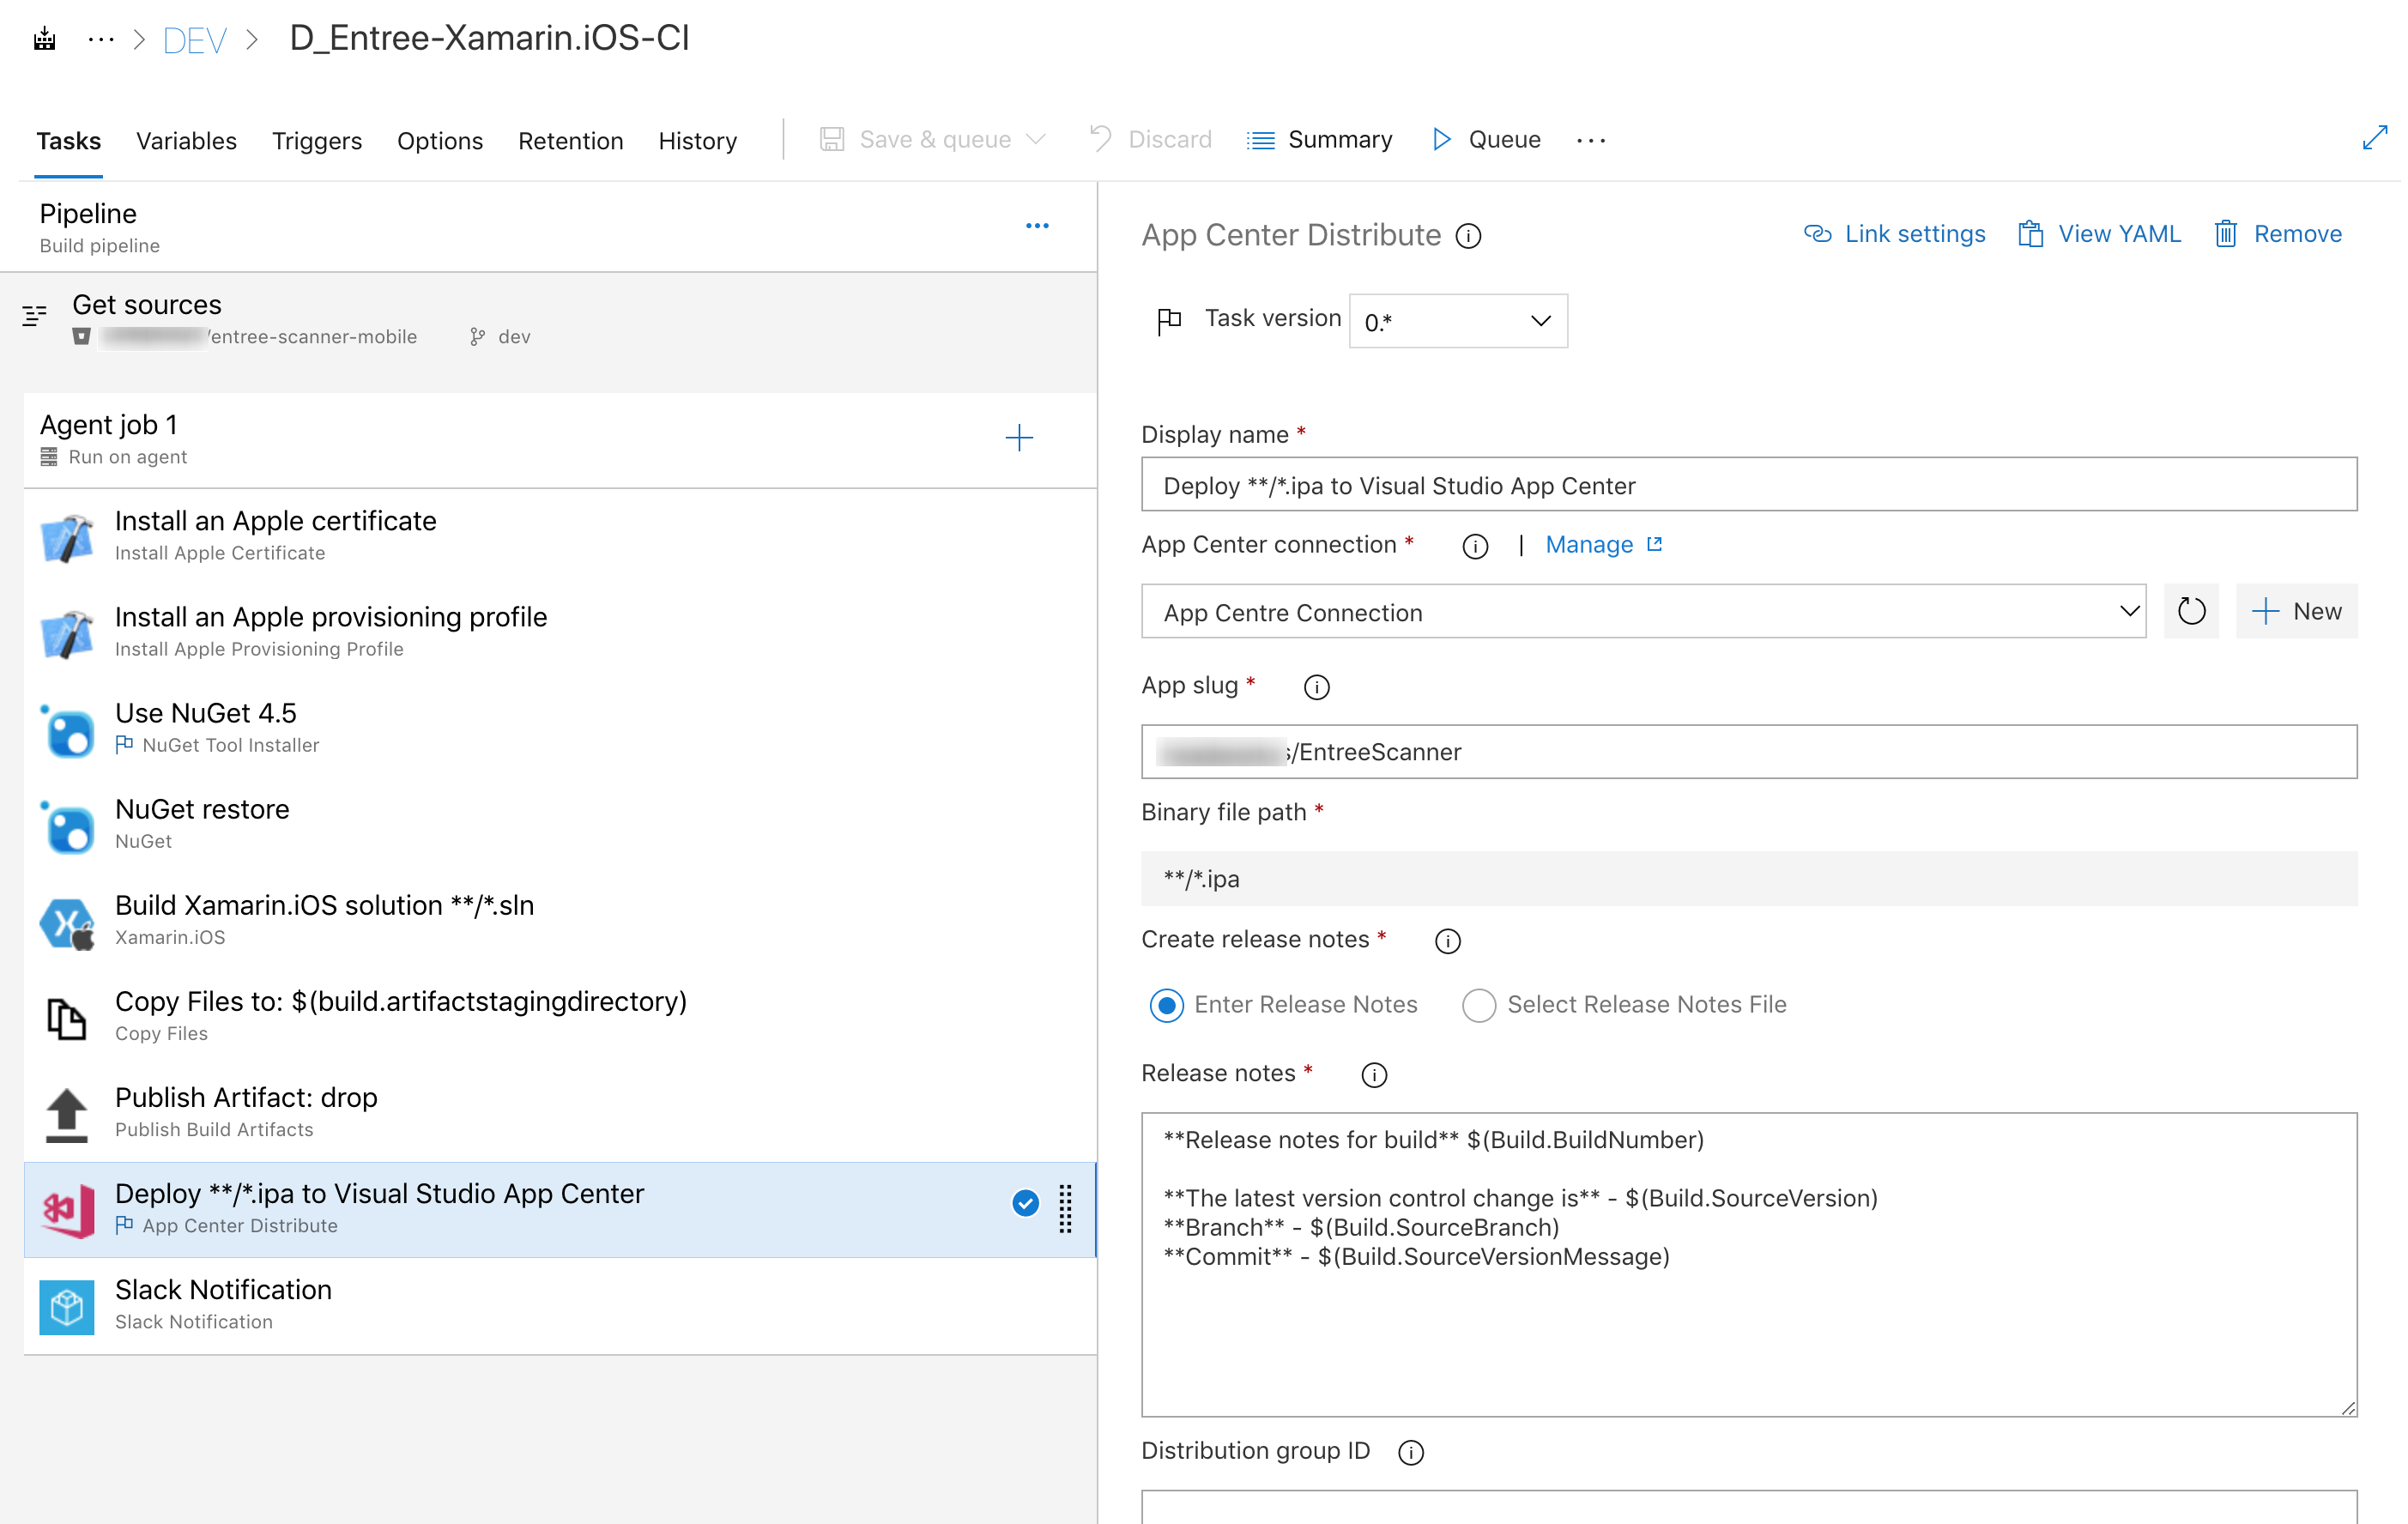 DEV
D_Entree-Xamarin.iOS-CI
Tasks Variables Triggers Options Retention History Save & queue Discard Summary Queue
Pipeline
Build pipeline
Get sources
/entree-scanner-mobile dev
Agent job 1
Run on agent
Install an Apple certificate
Install Apple Certificate
Install an Apple provisioning profile
Install Apple Provisioning Profile
Use NuGet 4.5
NuGet Tool Installer
NuGet restore
NuGet
Build Xamarin.iOS solution **/*.sln
Xamarin.iOS
Copy Files to: $(build.artifactstagingdirectory)
Copy Files
Publish Artifact: drop
Publish Build Artifacts
Deploy **/*.ipa to Visual Studio App Center
App Center Distribute
Slack Notification
Slack Notification
App Center Distribute Link settings View YAML Remove
Task version 0.*
Display name *
Deploy **/*.ipa to Visual Studio App Center
App Center connection * | Manage
App Centre Connection New
App slug *
/EntreeScanner
Binary file path *
**/*.ipa
Create release notes *
Enter Release Notes Select Release Notes File
Release notes *
**Release notes for build** $(Build.BuildNumber)
**The latest version control change is** - $(Build.SourceVersion)
**Branch** - $(Build.SourceBranch)
**Commit** - $(Build.SourceVersionMessage)
Distribution group ID